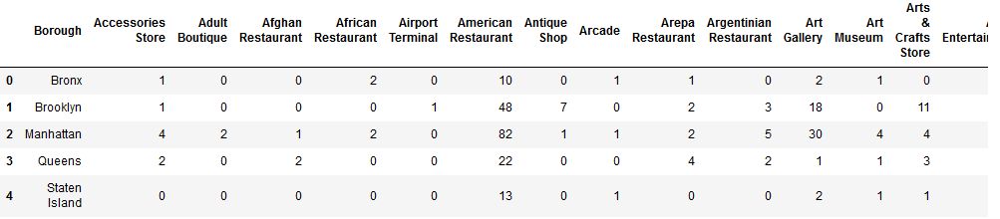 Borough Accessories Store Adult Boutique Afghan Restaurant African Restaurant Airport Terminal American Restaurant Antique Shop Arcade Arepa Restaurant Argentinian Restaurant Art Gallery Art Museum Arts & Crafts Store Entertain
0 Bronx 1 0 0 2 0 10 0 1 1 0 2 1 0
1 Brooklyn 1 0 0 0 1 48 7 0 2 3 18 0 11
2 Manhattan 4 2 1 2 0 82 1 1 2 5 30 4 4
3 Queens 2 0 2 0 0 22 0 0 4 2 1 1 3
4 Staten Island 0 0 0 0 0 13 0 1 0 0 2 1 1